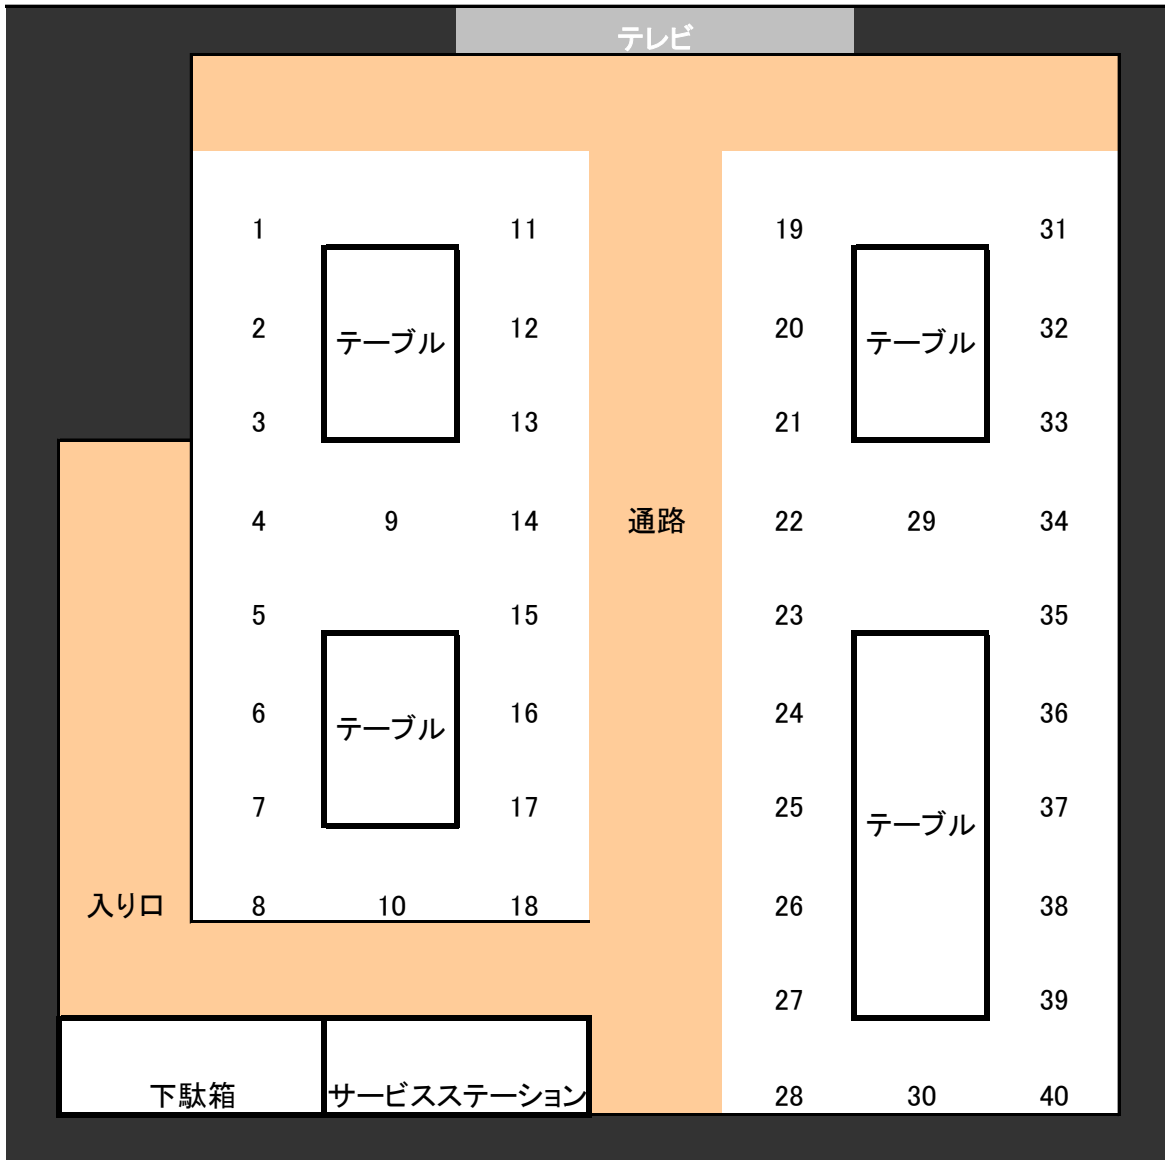 テレビ
1 11 19 31
2 テーブル 12 20 テーブル 32
3 13 21 33
4 9 14 通路 22 29 34
5 15 23 35
6 テーブル 16 24 36
7 17 25 テーブル 37
入り口 8 10 18 26 38
27 39
下駄箱 サービスステーション 28 30 40